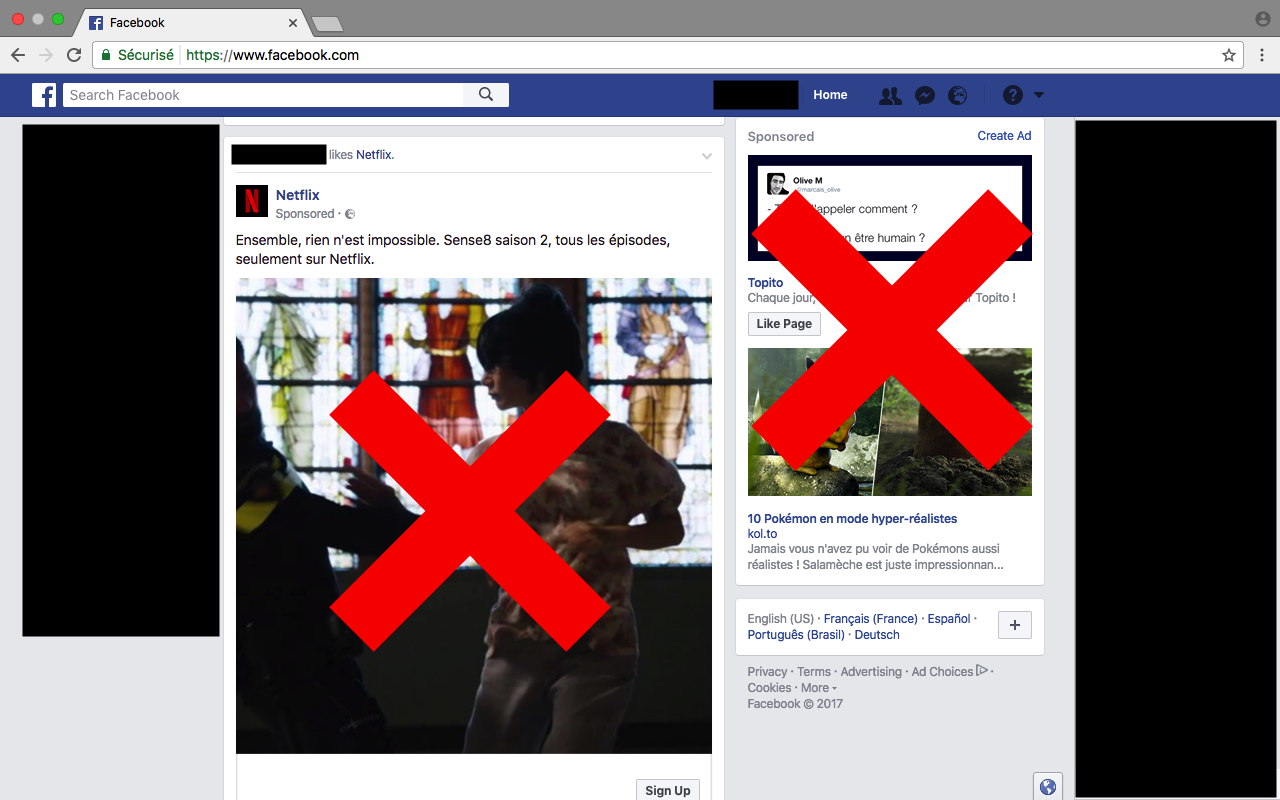 Facebook
Sécurisé
https://www.facebook.com
Search Facebook
Home
likes Netflix.
Netflix
Sponsored ·
Ensemble, rien n'est impossible. Sense8 saison 2, tous les épisodes,
seulement sur Netflix.
Sign Up
Sponsored
Create Ad
Olive M
@marcais_olive
appeler comment ?
être humain ?
Topito
Chaque jour, Topito !
Like Page
10 Pokémon en mode hyper-réalistes
kol.to
Jamais vous n'avez pu voir de Pokémons aussi
réalistes ! Salamèche est juste impressionnan...
English (US) · Français (France) · Español ·
Português (Brasil) · Deutsch
Privacy · Terms · Advertising · Ad Choices ·
Cookies · More
Facebook © 2017